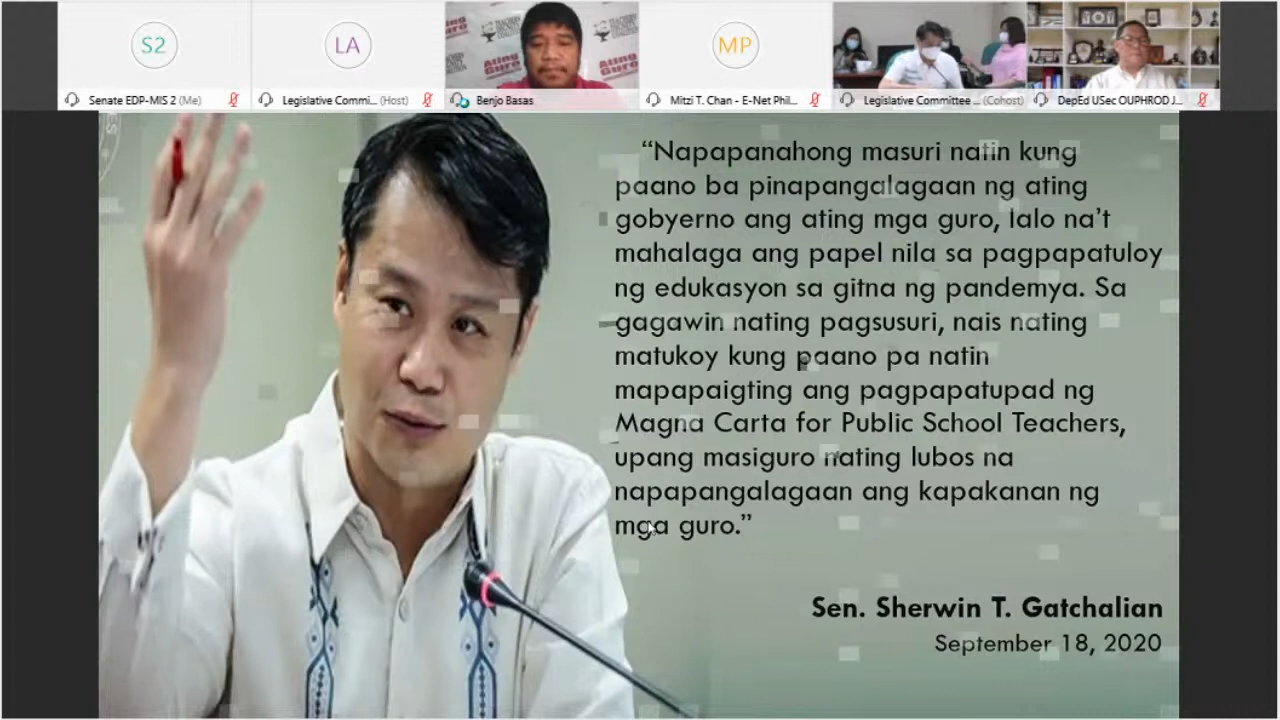 S2
LA
MP
Senate EDP-MIS 2 (Me)
Legislative Commi... (Host)
Benjo Basas
Mitzi T. Chan - E-Net Phil...
Legislative Committee ... (Cohost)
DepEd USec OUPHROD J...
“Napapanahong masuri natin kung
paano ba pinapangalagaan ng ating
gobyerno ang ating mga guro, lalo na’t
mahalaga ang papel nila sa pagpapatuloy
ng edukasyon sa gitna ng pandemya. Sa
gagawin nating pagsusuri, nais nating
matukoy kung paano pa natin
mapapaigting ang pagpapatupad ng
Magna Carta for Public School Teachers,
upang masiguro nating lubos na
napapangalagaan ang kapakanan ng
mga guro.”
Sen. Sherwin T. Gatchalian
September 18, 2020